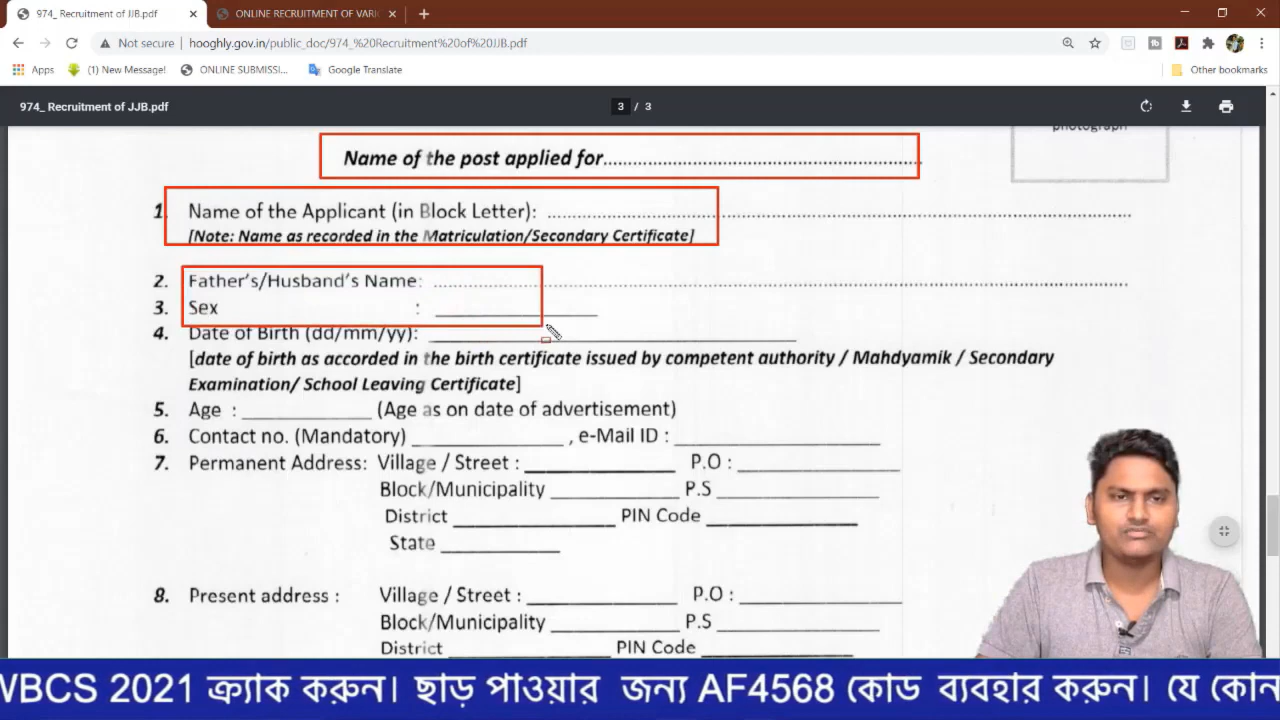 974_ Recruitment of JJB.pdf
ONLINE RECRUITMENT OF VARI
Not secure
hooghly.gov.in/public_doc/974_%20Recruitment%20of%20JJB.pdf
Apps
(1) New Message!
ONLINE SUBMISSI...
Google Translate
Other bookmarks
974_ Recruitment of JJB.pdf
3 / 3
photograph
Name of the post applied for
1. Name of the Applicant (in Block Letter):
[Note: Name as recorded in the Matriculation/Secondary Certificate]
2. Father's/Husband's Name:
3. Sex :
4. Date of Birth (dd/mm/yy):
[date of birth as accorded in the birth certificate issued by competent authority / Mahdyamik / Secondary
Examination/ School Leaving Certificate]
5. Age : (Age as on date of advertisement)
6. Contact no. (Mandatory) , e-Mail ID :
7. Permanent Address: Village / Street : P.O :
Block/Municipality P.S
District PIN Code
State
8. Present address : Village / Street : P.O :
Block/Municipality P.S
District PIN Code
WBCS 2021 ক্র্যাক করুন। ছাড় পাওয়ার জন্য AF4568 কোড ব্যবহার করুন। যে কোন